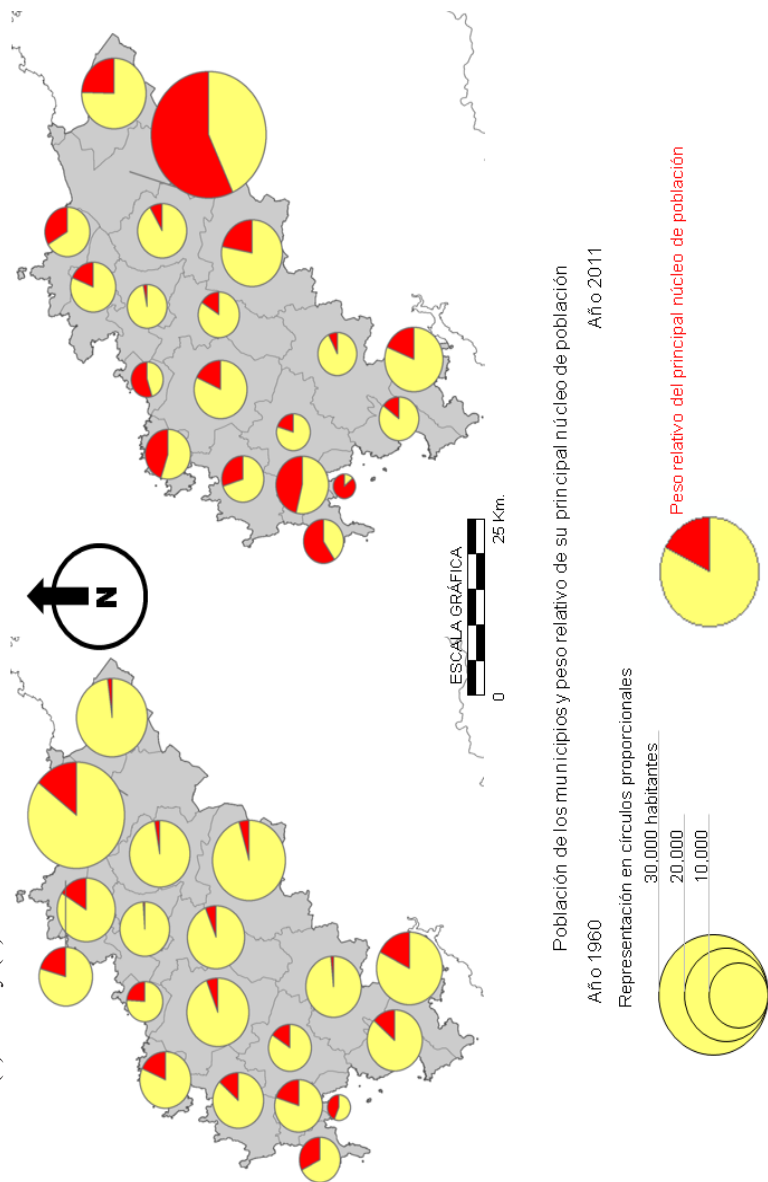 N
ESCALA GRÁFICA
0
25 Km.
Población de los municipios y peso relativo de su principal núcleo de población
Año 1960
Año 2011
Representación en círculos proporcionales
30,000 habitantes
20,000
10,000
Peso relativo del principal núcleo de población